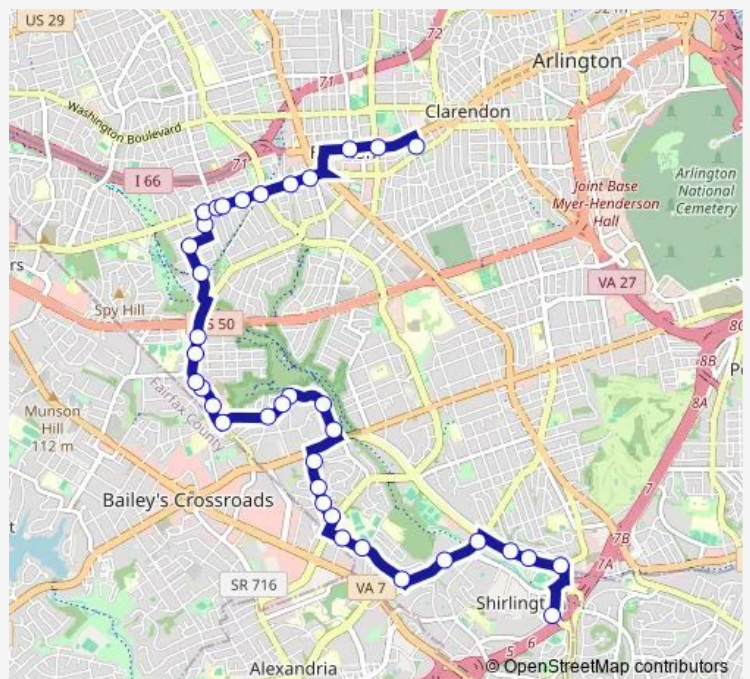 US 29
72
75
Arlington
71
Clarendon
Washington Boulevard
71
I 66
Arlington
National
Cemetery
Joint Base
Myer-Henderson
Hall
rs
VA 27
Spy Hill
S 50
8B
8A
Fairfax County
Munson
Hill
112 m
7
Bailey's Crossroads
t
7B
7A
SR 716
VA 7
Shirlingt
6
5
Alexandria
© OpenStreetMap contributors